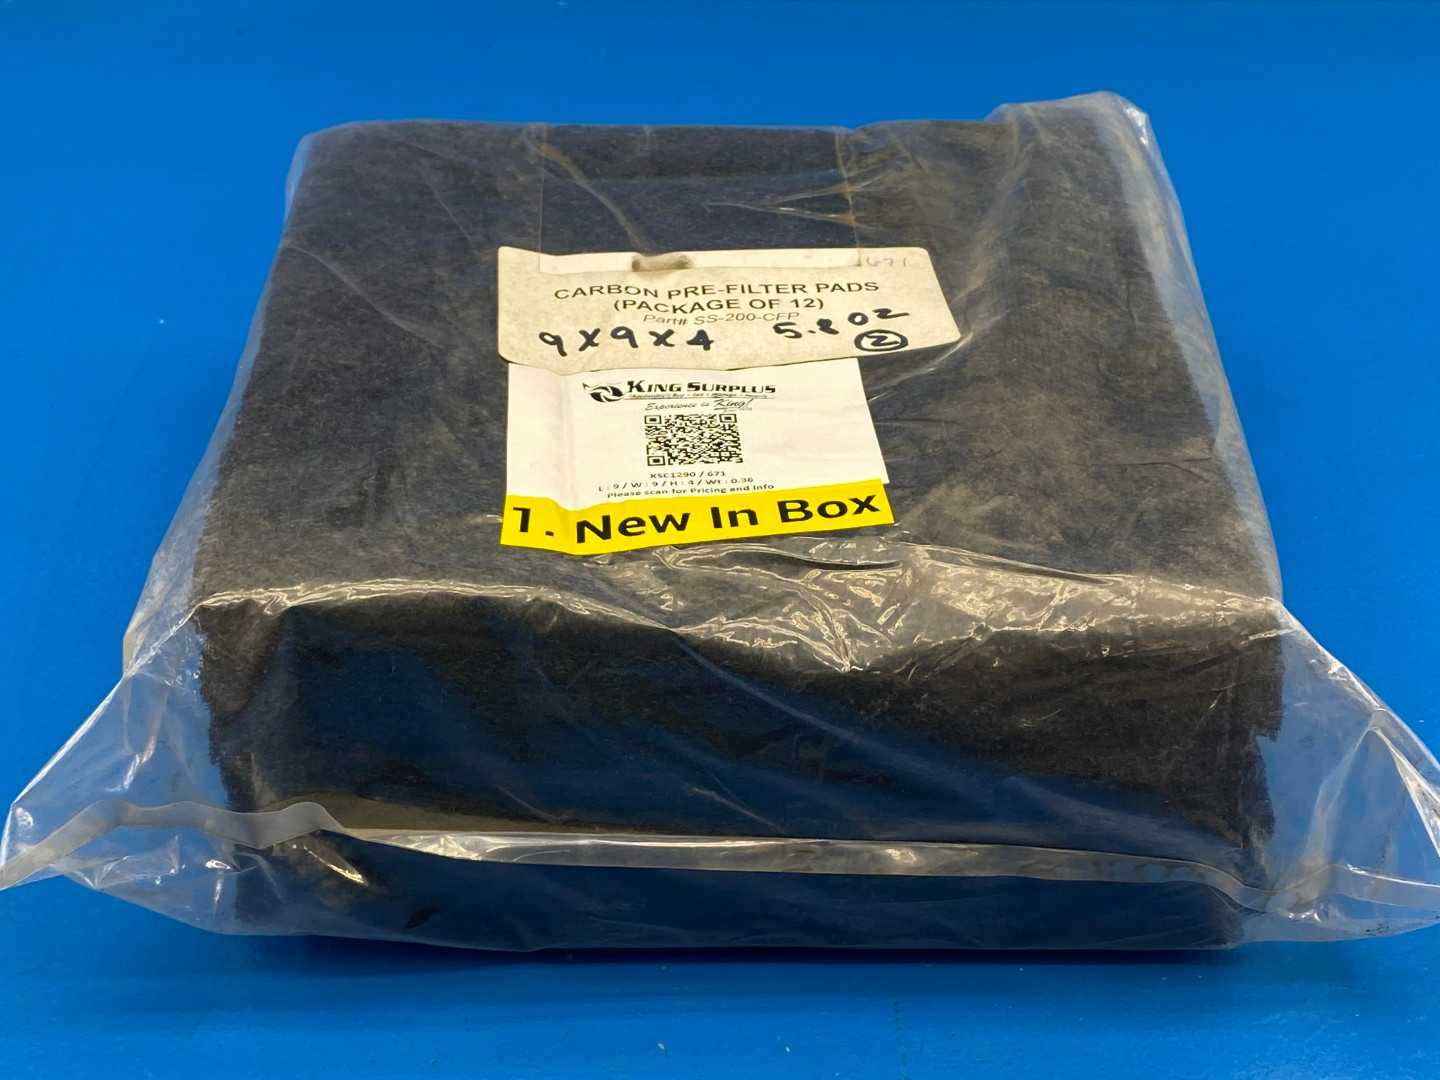 671
CARBON PRE-FILTER PADS
(PACKAGE OF 12)
Part# SS-200-CFP
9X9X4 5.8 OZ
2
KING SURPLUS
Experience is King!
KSC1290 / 671
L : 9 / W : 9 / H : 4 / Wt : 0.36
Please scan for Pricing and Info
1. New In Box